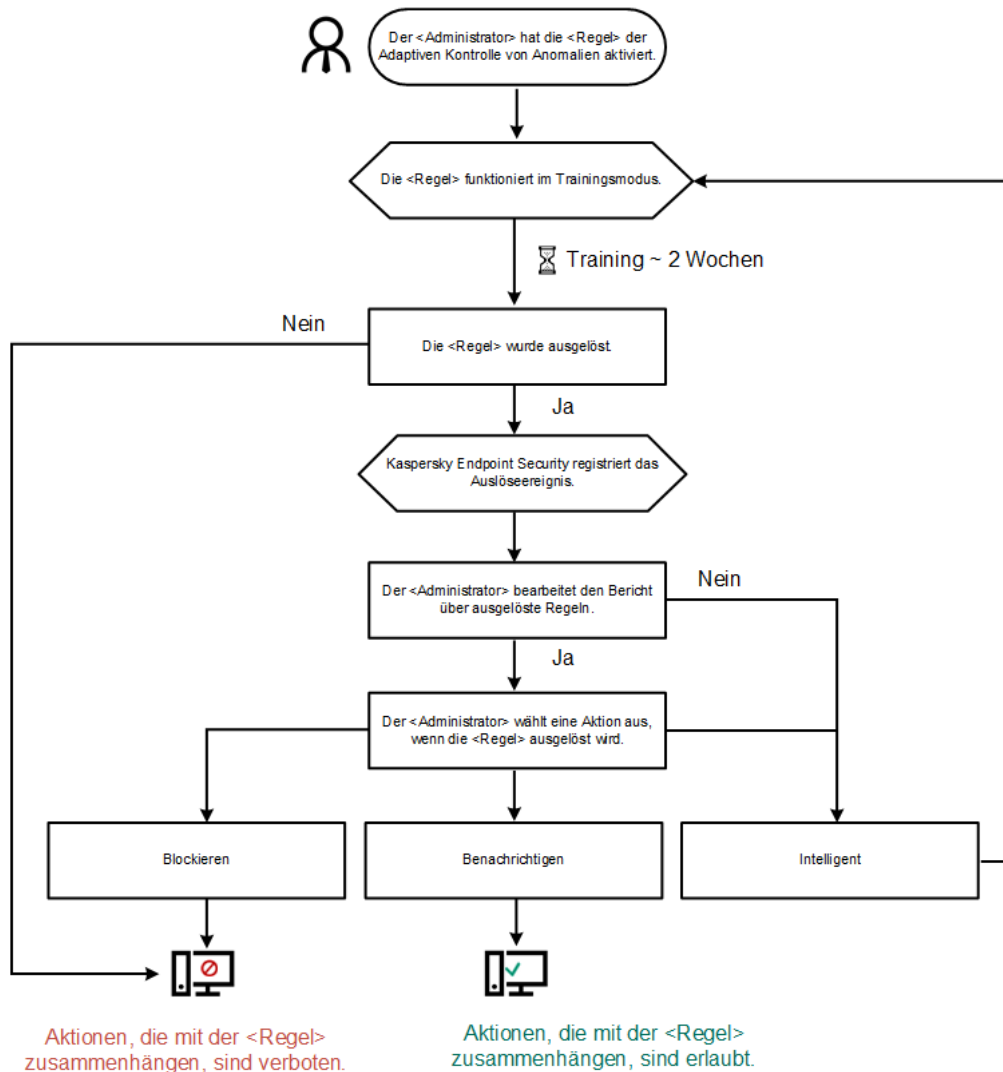 Der <Administrator> hat die <Regel> der
Adaptiven Kontrolle von Anomalien aktiviert.
Die <Regel> funktioniert im Trainingsmodus.
Training ~ 2 Wochen
Nein
Die <Regel> wurde ausgelöst.
Ja
Kaspersky Endpoint Security registriert das
Auslöseereignis.
Der <Administrator> bearbeitet den Bericht
über ausgelöste Regeln.
Nein
Ja
Der <Administrator> wählt eine Aktion aus,
wenn die <Regel> ausgelöst wird.
Blockieren
Benachrichtigen
Intelligent
Aktionen, die mit der <Regel>
zusammenhängen, sind verboten.
Aktionen, die mit der <Regel>
zusammenhängen, sind erlaubt.